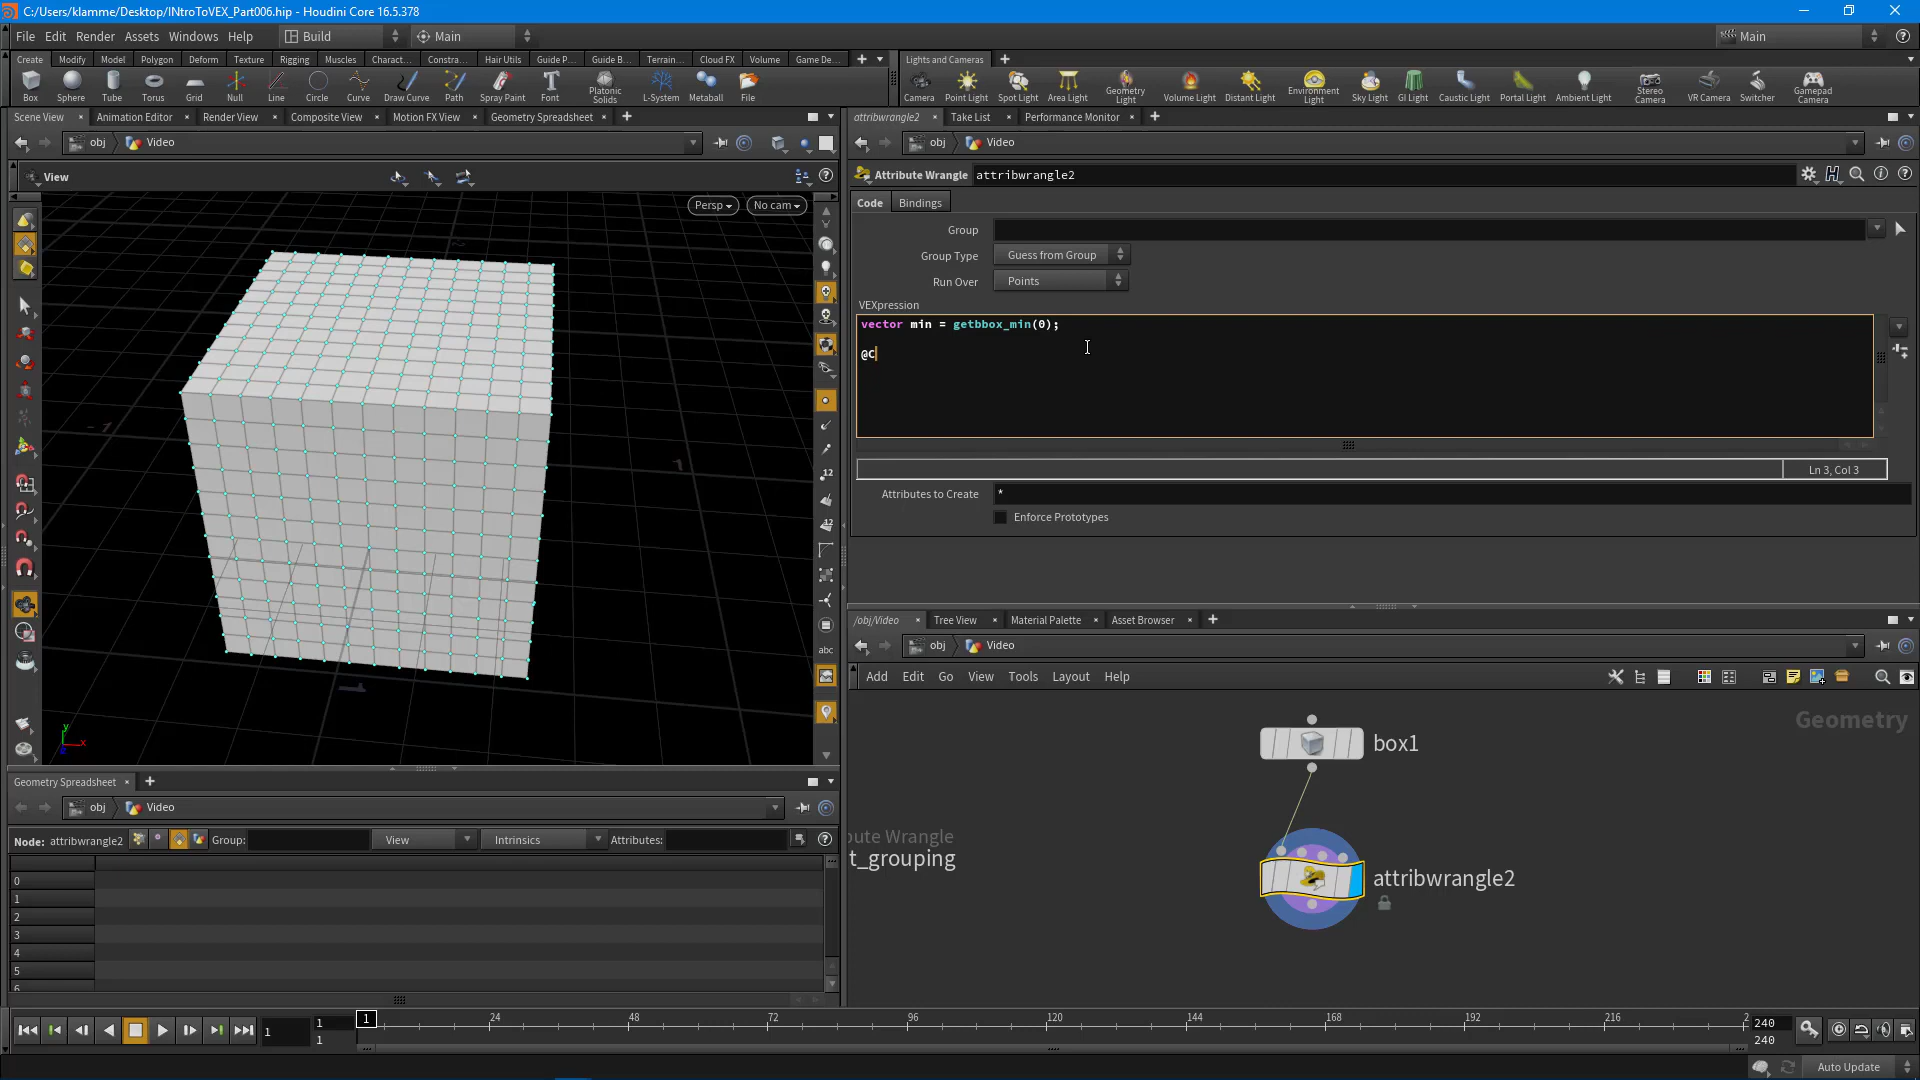 C:/Users/klamme/Desktop/INtroToVEX_Part006.hip - Houdini Core 16.5.378
File Edit Render Assets Windows Help Build Main Main
Create Modify Model Polygon Deform Texture Rigging Muscles Charact... Constra... Hair Utils Guide P... Guide B... Terrain... Cloud FX Volume Game De...
Lights and Cameras
Box Sphere Tube Torus Grid Null Line Circle Curve Draw Curve Path Spray Paint Font Platonic Solids L-System Metaball File
Camera Point Light Spot Light Area Light Geometry Light Volume Light Distant Light Environment Light Sky Light GI Light Caustic Light Portal Light Ambient Light Stereo Camera VR Camera Switcher Gamepad Camera
Scene View Animation Editor Render View Composite View Motion FX View Geometry Spreadsheet
attribwrangle2 Take List Performance Monitor
obj Video
obj Video
View
Persp No cam
Attribute Wrangle attribwrangle2
Code Bindings
Group
Group Type Guess from Group
Run Over Points
VEXpression
vector min = getbbox_min(0);
@C
Ln 3, Col 3
Attributes to Create *
Enforce Prototypes
12
12
abc
/obj/Video Tree View Material Palette Asset Browser
obj Video
Add Edit Go View Tools Layout Help
Geometry
box1
bute Wrangle
t_grouping
attribwrangle2
y
x
Geometry Spreadsheet
obj Video
Node: attribwrangle2 Group: View Intrinsics Attributes:
0
1
2
3
4
5
6
1 1 1 1 24 48 72 96 120 144 168 192 216 2 240
240
Auto Update